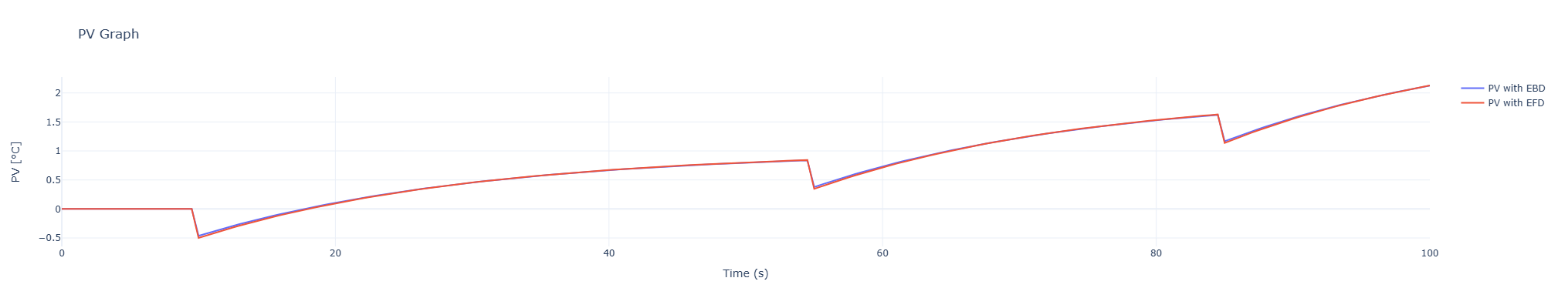 PV Graph
PV with EBD
PV with EFD
2
1.5
1
0.5
0
−0.5
PV [°C]
0 20 40 60 80 100
Time (s)